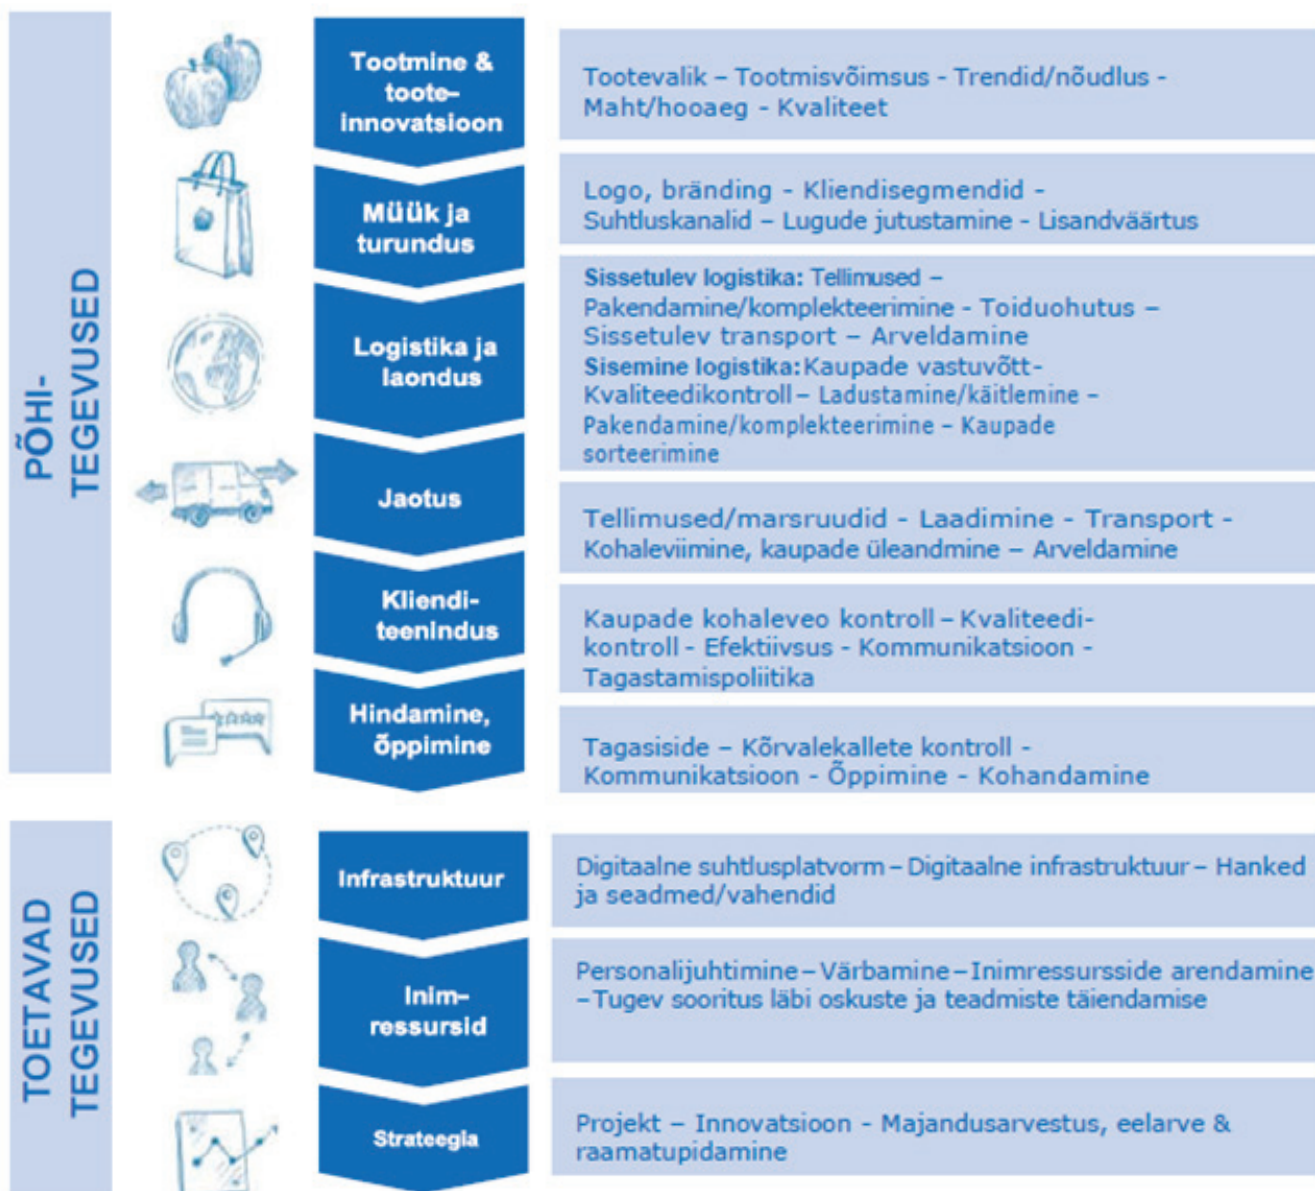 PÕHI-
TEGEVUSED
Tootmine &
toote–
innovatsioon
Tootevalik – Tootmisvõimsus - Trendid/nõudlus -
Maht/hooaeg - Kvaliteet
Müük ja
turundus
Logo, bränding - Kliendisegmendid -
Suhtluskanalid – Lugude jutustamine - Lisandväärtus
Logistika ja
laondus
Sissetulev logistika: Tellimused –
Pakendamine/komplekteerimine - Toiduohutus –
Sissetulev transport – Arveldamine
Sisemine logistika: Kaupade vastuvõtt-
Kvaliteedikontroll – Ladustamine/käitlemine –
Pakendamine/komplekteerimine – Kaupade
sorteerimine
Jaotus
Tellimused/marsruudid - Laadimine - Transport -
Kohaleviimine, kaupade üleandmine – Arveldamine
Kliendi-
teenindus
Kaupade kohaleveo kontroll – Kvaliteedi-
kontroll - Efektiivsus - Kommunikatsioon -
Tagastamispoliitika
Hindamine,
õppimine
Tagasiside – Kõrvalekallete kontroll -
Kommunikatsioon - Õppimine - Kohandamine
TOETAVAD
TEGEVUSED
Infrastruktuur
Digitaalne suhtlusplatvorm – Digitaalne infrastruktuur – Hanked
ja seadmed/vahendid
Inim–
ressursid
Personalijuhtimine – Värbamine – Inimressursside arendamine
– Tugev sooritus läbi oskuste ja teadmiste täiendamise
Strateegia
Projekt – Innovatsioon - Majandusarvestus, eelarve &
raamatupidamine